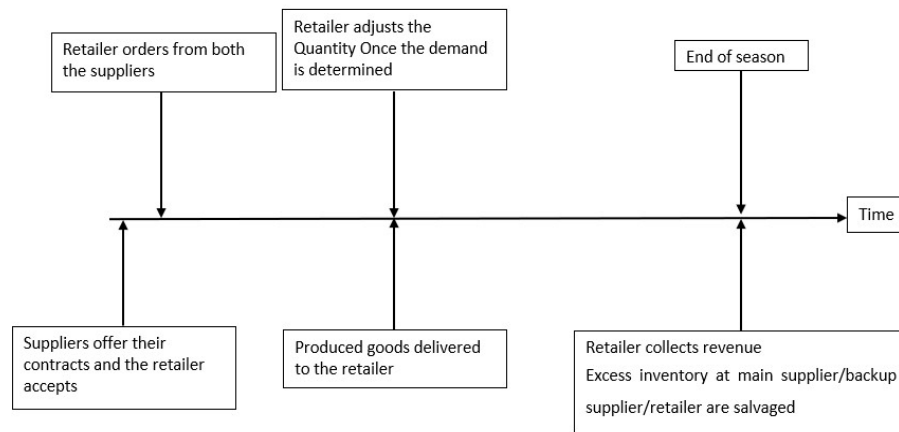 Retailer orders from both
the suppliers
Retailer adjusts the
Quantity Once the demand
is determined
End of season
Time
Suppliers offer their
contracts and the retailer
accepts
Produced goods delivered
to the retailer
Retailer collects revenue
Excess inventory at main supplier/backup
supplier/retailer are salvaged